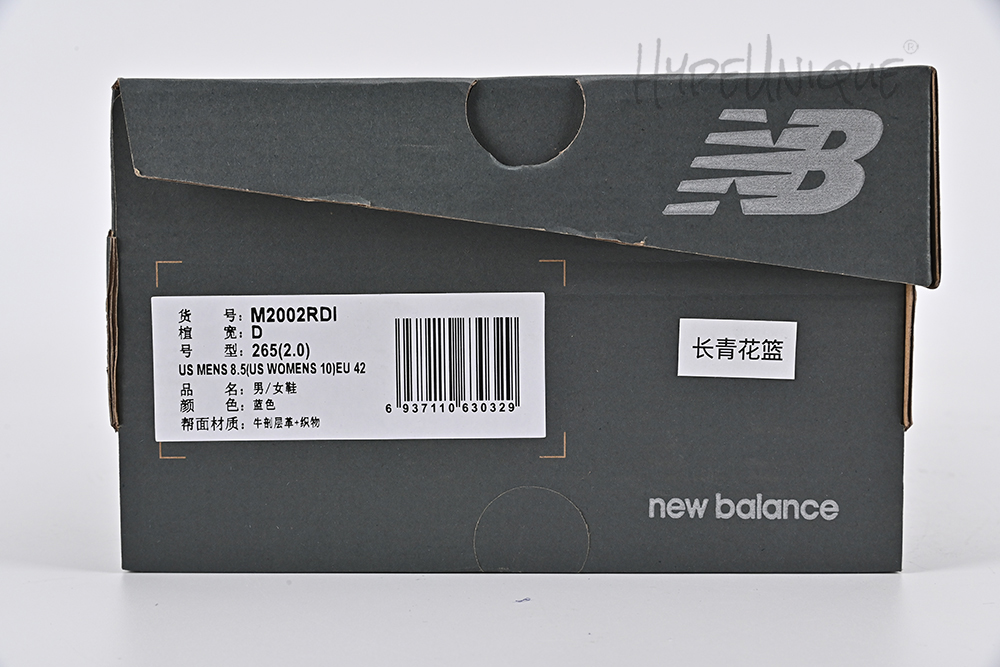 HYPEUNIQUE®
NB
货 号：M2002RDI
楦 宽：D
号 型：265(2.0)
US MENS 8.5(US WOMENS 10)EU 42
品 名：男/女鞋
颜 色：蓝色
帮面材质：牛剖层革+织物
6 937110 630329
长青花篮
new balance